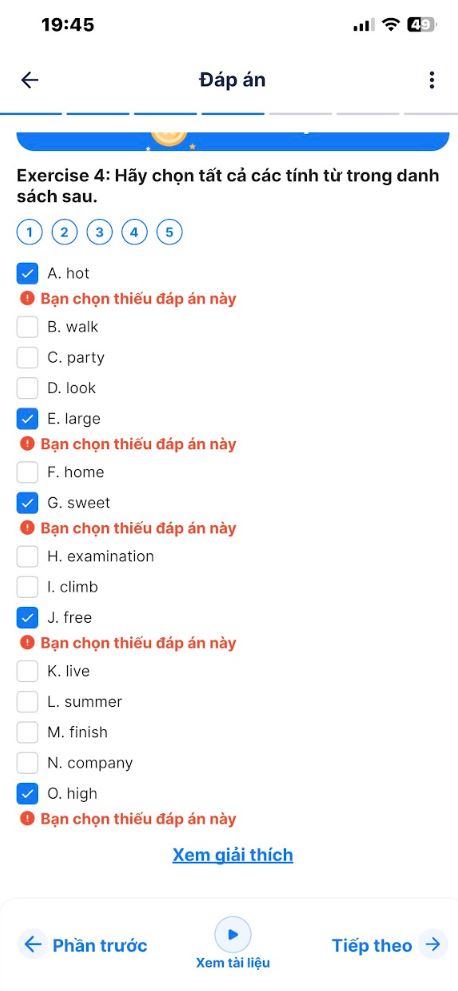 19:45
49
Đáp án
Exercise 4: Hãy chọn tất cả các tính từ trong danh
sách sau.
1 2 3 4 5
A. hot
Bạn chọn thiếu đáp án này
B. walk
C. party
D. look
E. large
Bạn chọn thiếu đáp án này
F. home
G. sweet
Bạn chọn thiếu đáp án này
H. examination
I. climb
J. free
Bạn chọn thiếu đáp án này
K. live
L. summer
M. finish
N. company
O. high
Bạn chọn thiếu đáp án này
Xem giải thích
Phần trước
Xem tài liệu
Tiếp theo